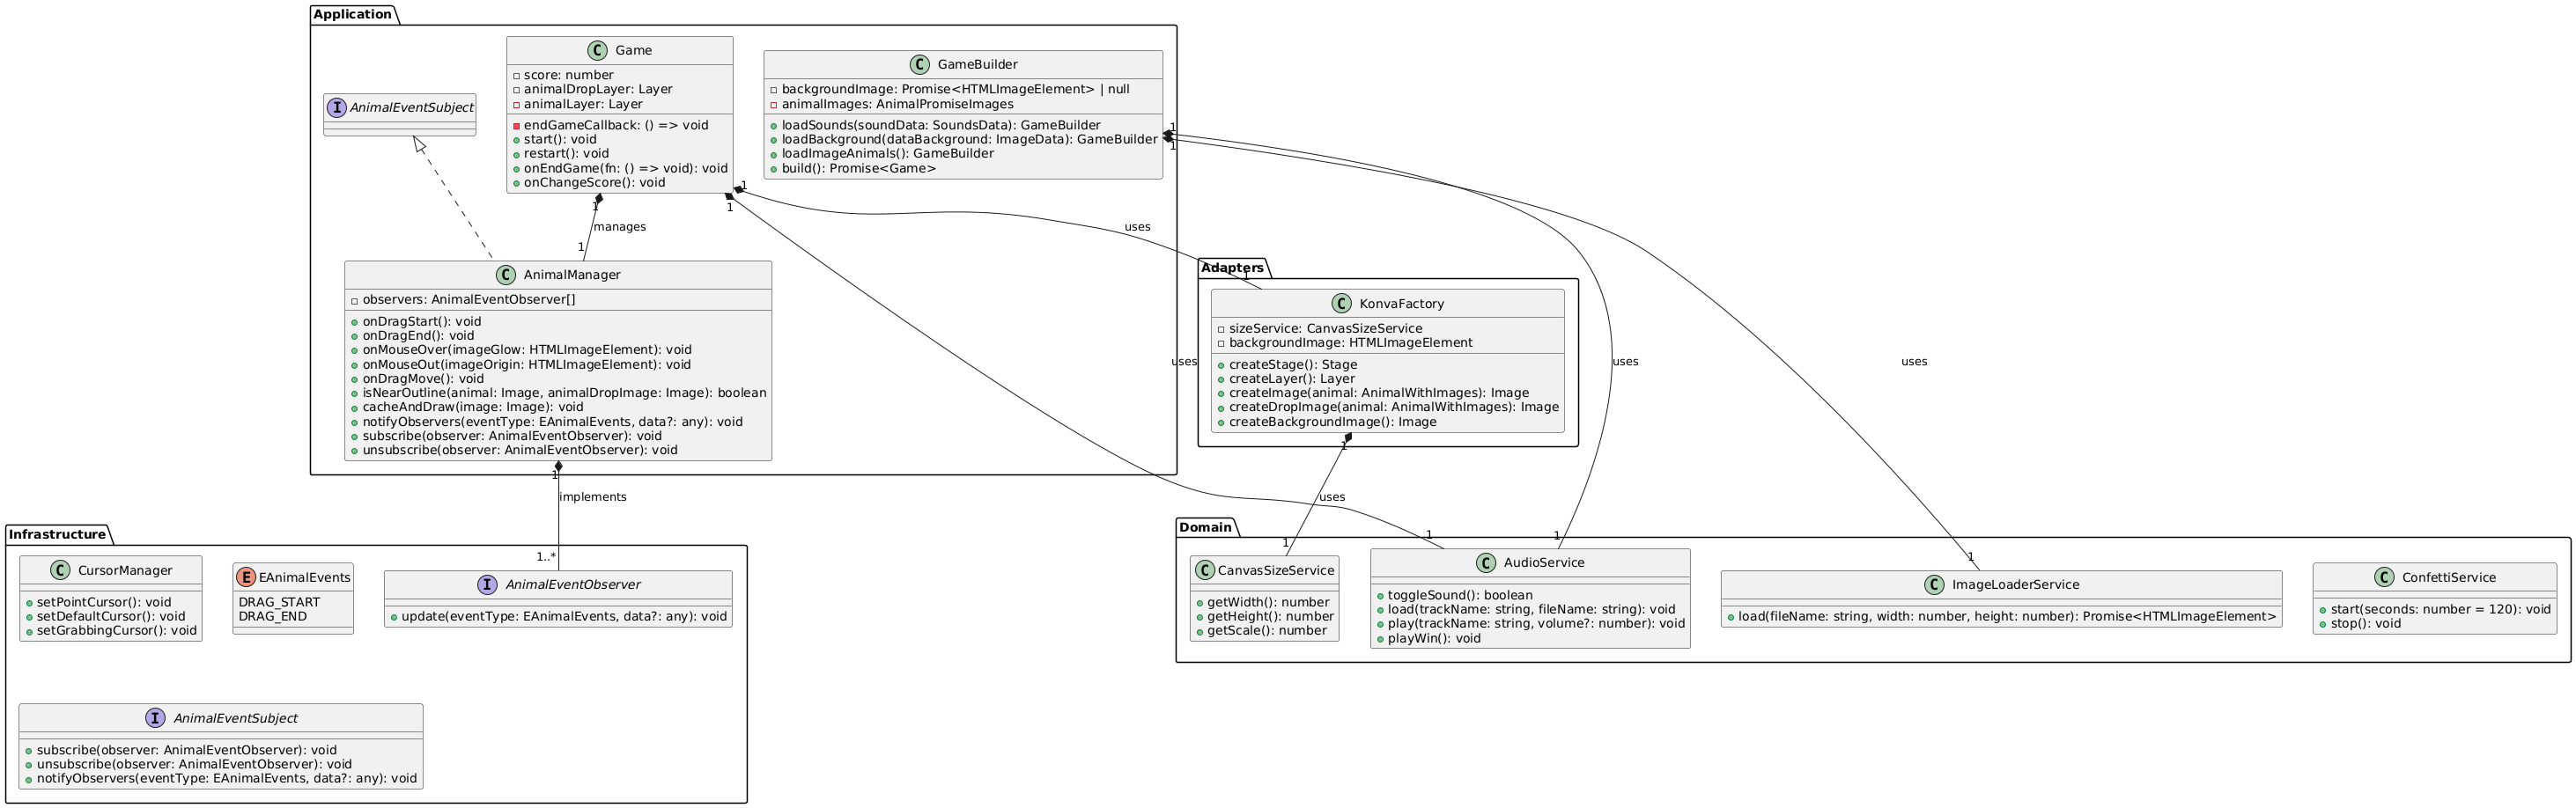 Application
C Game
score: number
animalDropLayer: Layer
animalLayer: Layer
endGameCallback: () => void
start(): void
restart(): void
onEndGame(fn: () => void): void
onChangeScore(): void
C GameBuilder
backgroundImage: Promise<HTMLImageElement> | null
animalImages: AnimalPromiseImages
loadSounds(soundData: SoundsData): GameBuilder
loadBackground(dataBackground: ImageData): GameBuilder
loadImageAnimals(): GameBuilder
build(): Promise<Game>
I AnimalEventSubject
1
1
1
1
1
manages
1
uses
1
C AnimalManager
observers: AnimalEventObserver[]
onDragStart(): void
onDragEnd(): void
onMouseOver(imageGlow: HTMLImageElement): void
onMouseOut(imageOrigin: HTMLImageElement): void
onDragMove(): void
isNearOutline(animal: Image, animalDropImage: Image): boolean
cacheAndDraw(image: Image): void
notifyObservers(eventType: EAnimalEvents, data?: any): void
subscribe(observer: AnimalEventObserver): void
unsubscribe(observer: AnimalEventObserver): void
Adapters
C KonvaFactory
sizeService: CanvasSizeService
backgroundImage: HTMLImageElement
createStage(): Stage
createLayer(): Layer
createImage(animal: AnimalWithImages): Image
createDropImage(animal: AnimalWithImages): Image
createBackgroundImage(): Image
uses
uses
uses
1
1
implements
uses
1..*
1
1
1
1
Infrastructure
C CursorManager
setPointCursor(): void
setDefaultCursor(): void
setGrabbingCursor(): void
E EAnimalEvents
DRAG_START
DRAG_END
I AnimalEventObserver
update(eventType: EAnimalEvents, data?: any): void
I AnimalEventSubject
subscribe(observer: AnimalEventObserver): void
unsubscribe(observer: AnimalEventObserver): void
notifyObservers(eventType: EAnimalEvents, data?: any): void
Domain
C CanvasSizeService
getWidth(): number
getHeight(): number
getScale(): number
C AudioService
toggleSound(): boolean
load(trackName: string, fileName: string): void
play(trackName: string, volume?: number): void
playWin(): void
C ImageLoaderService
load(fileName: string, width: number, height: number): Promise<HTMLImageElement>
C ConfettiService
start(seconds: number = 120): void
stop(): void